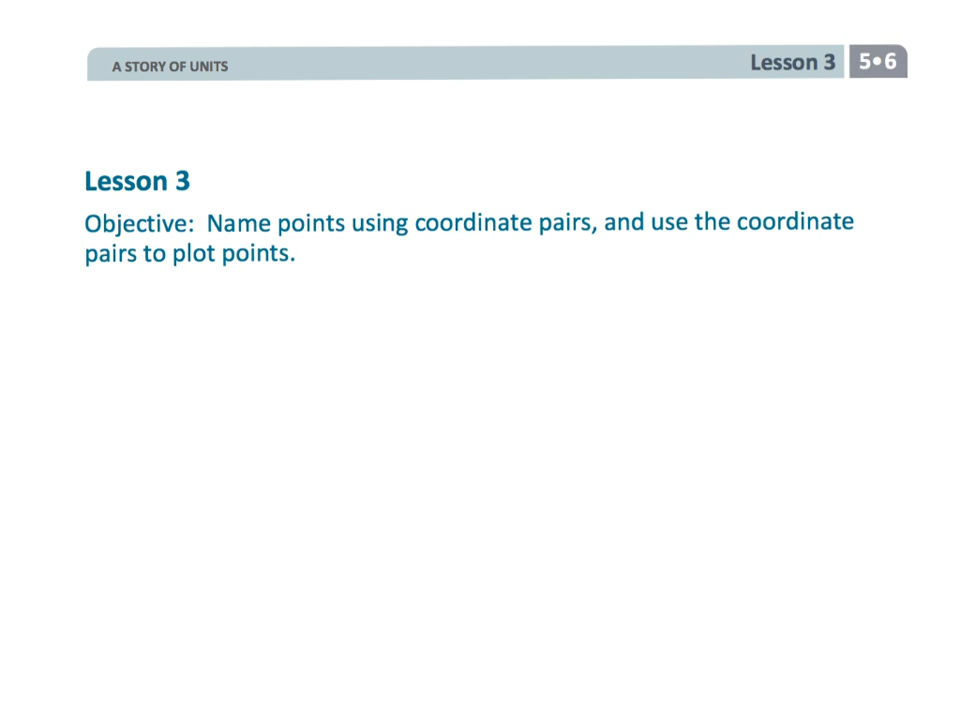 A STORY OF UNITS
Lesson 3
5•6
Lesson 3
Objective: Name points using coordinate pairs, and use the coordinate
pairs to plot points.